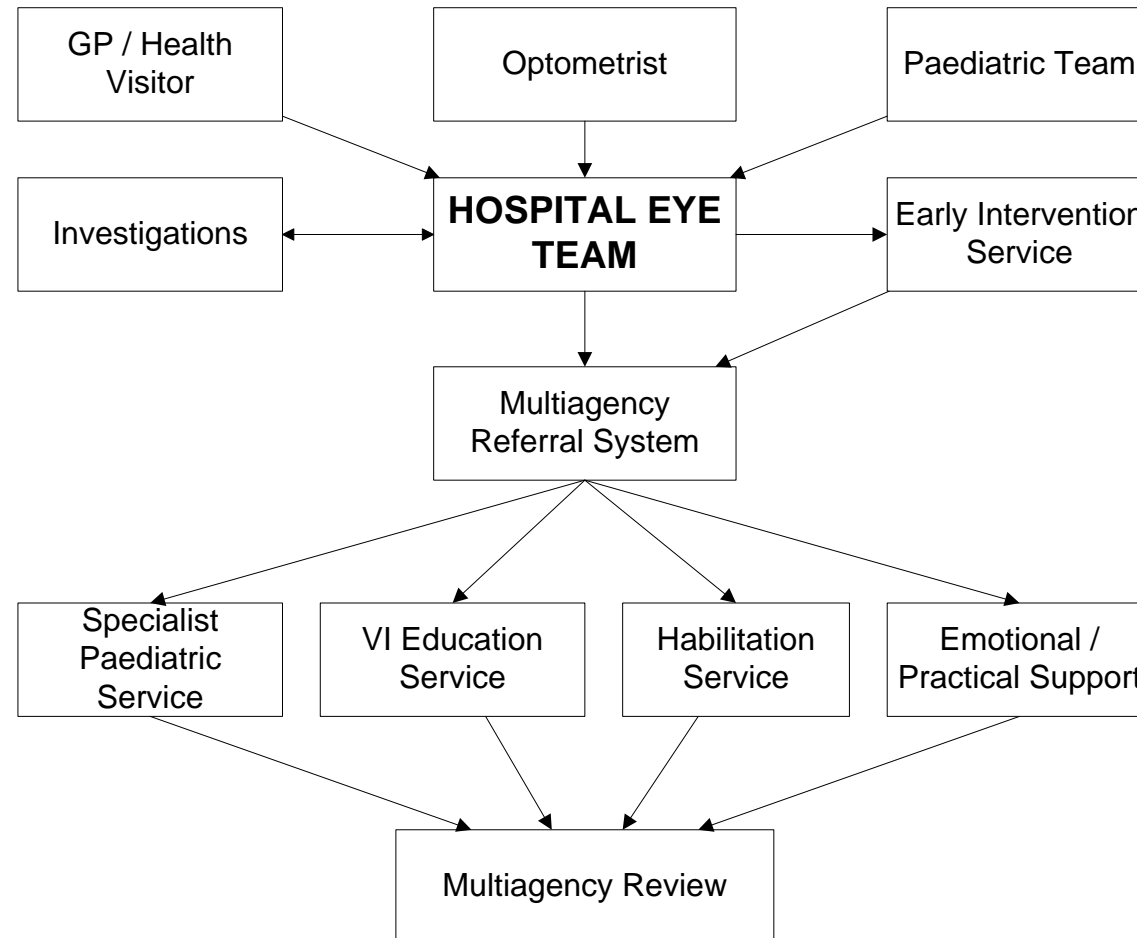 GP / Health
Visitor
Optometrist
Paediatric Team
Investigations
HOSPITAL EYE
TEAM
Early Intervention
Service
Multiagency
Referral System
Specialist
Paediatric
Service
VI Education
Service
Habilitation
Service
Emotional /
Practical Support
Multiagency Review